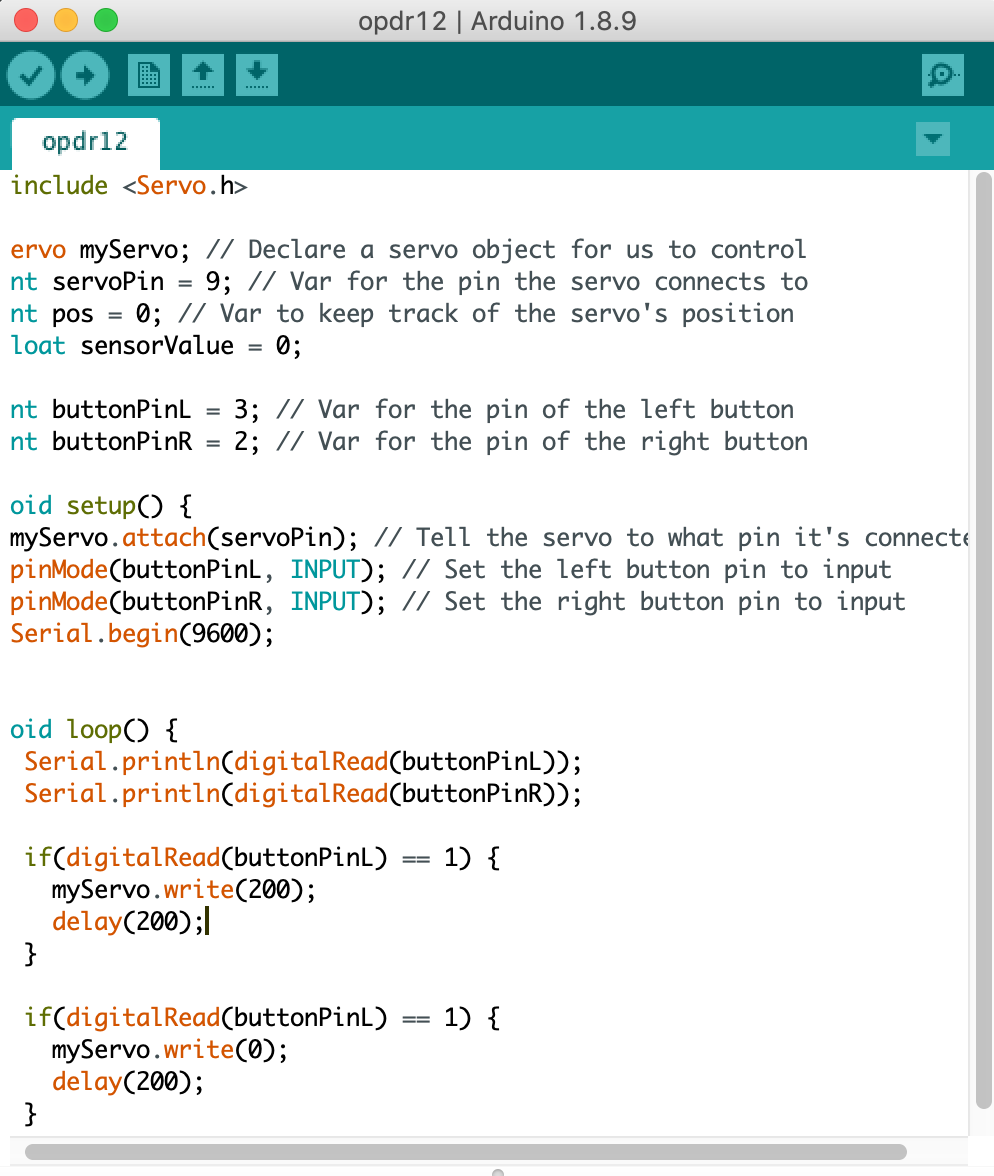 opdr12 | Arduino 1.8.9
opdr12
include <Servo.h>
ervo myServo; // Declare a servo object for us to control
nt servoPin = 9; // Var for the pin the servo connects to
nt pos = 0; // Var to keep track of the servo's position
loat sensorValue = 0;
nt buttonPinL = 3; // Var for the pin of the left button
nt buttonPinR = 2; // Var for the pin of the right button
oid setup() {
myServo.attach(servoPin); // Tell the servo to what pin it's connecte
pinMode(buttonPinL, INPUT); // Set the left button pin to input
pinMode(buttonPinR, INPUT); // Set the right button pin to input
Serial.begin(9600);
oid loop() {
Serial.println(digitalRead(buttonPinL));
Serial.println(digitalRead(buttonPinR));
if(digitalRead(buttonPinL) == 1) {
myServo.write(200);
delay(200);
}
if(digitalRead(buttonPinL) == 1) {
myServo.write(0);
delay(200);
}